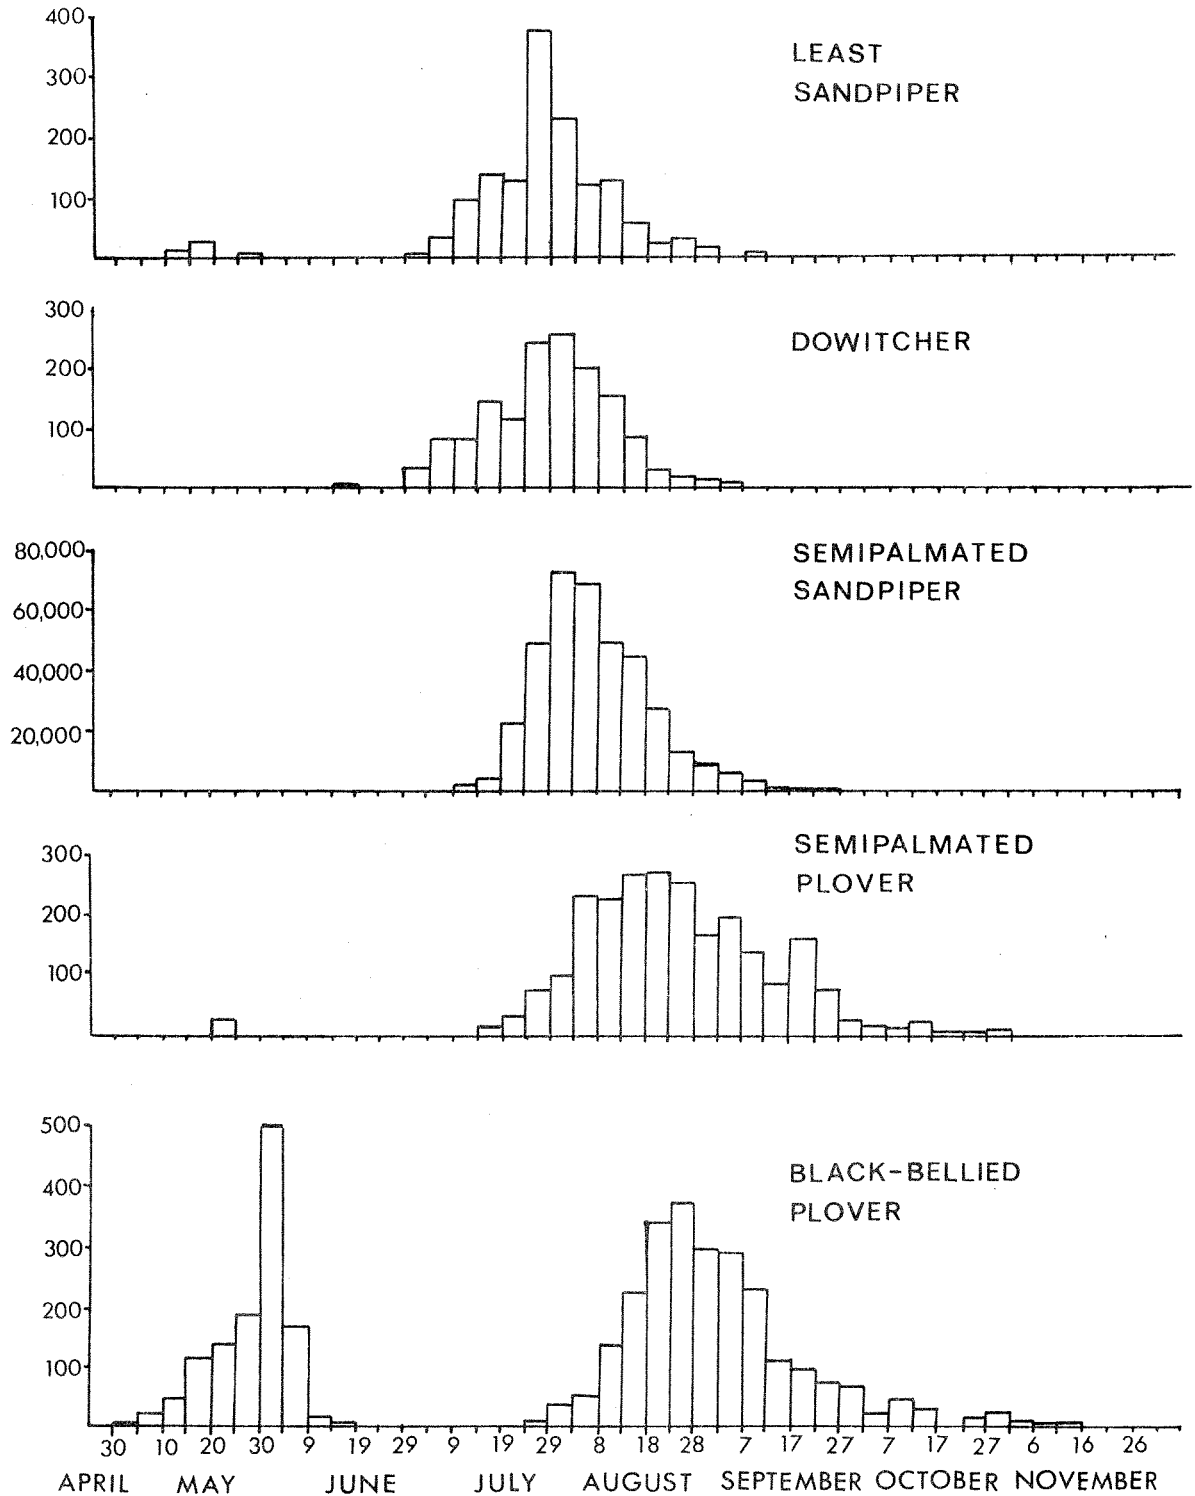 400
300
200
100
LEAST
SANDPIPER
300
200
100
DOWITCHER
80,000
60,000
40,000
20,000
SEMIPALMATED
SANDPIPER
300
200
100
SEMIPALMATED
PLOVER
500
400
300
200
100
BLACK-BELLIED
PLOVER
30 10 20 30 9 19 29 9 19 29 8 18 28 7 17 27 7 17 27 6 16 26
APRIL MAY JUNE JULY AUGUST SEPTEMBER OCTOBER NOVEMBER